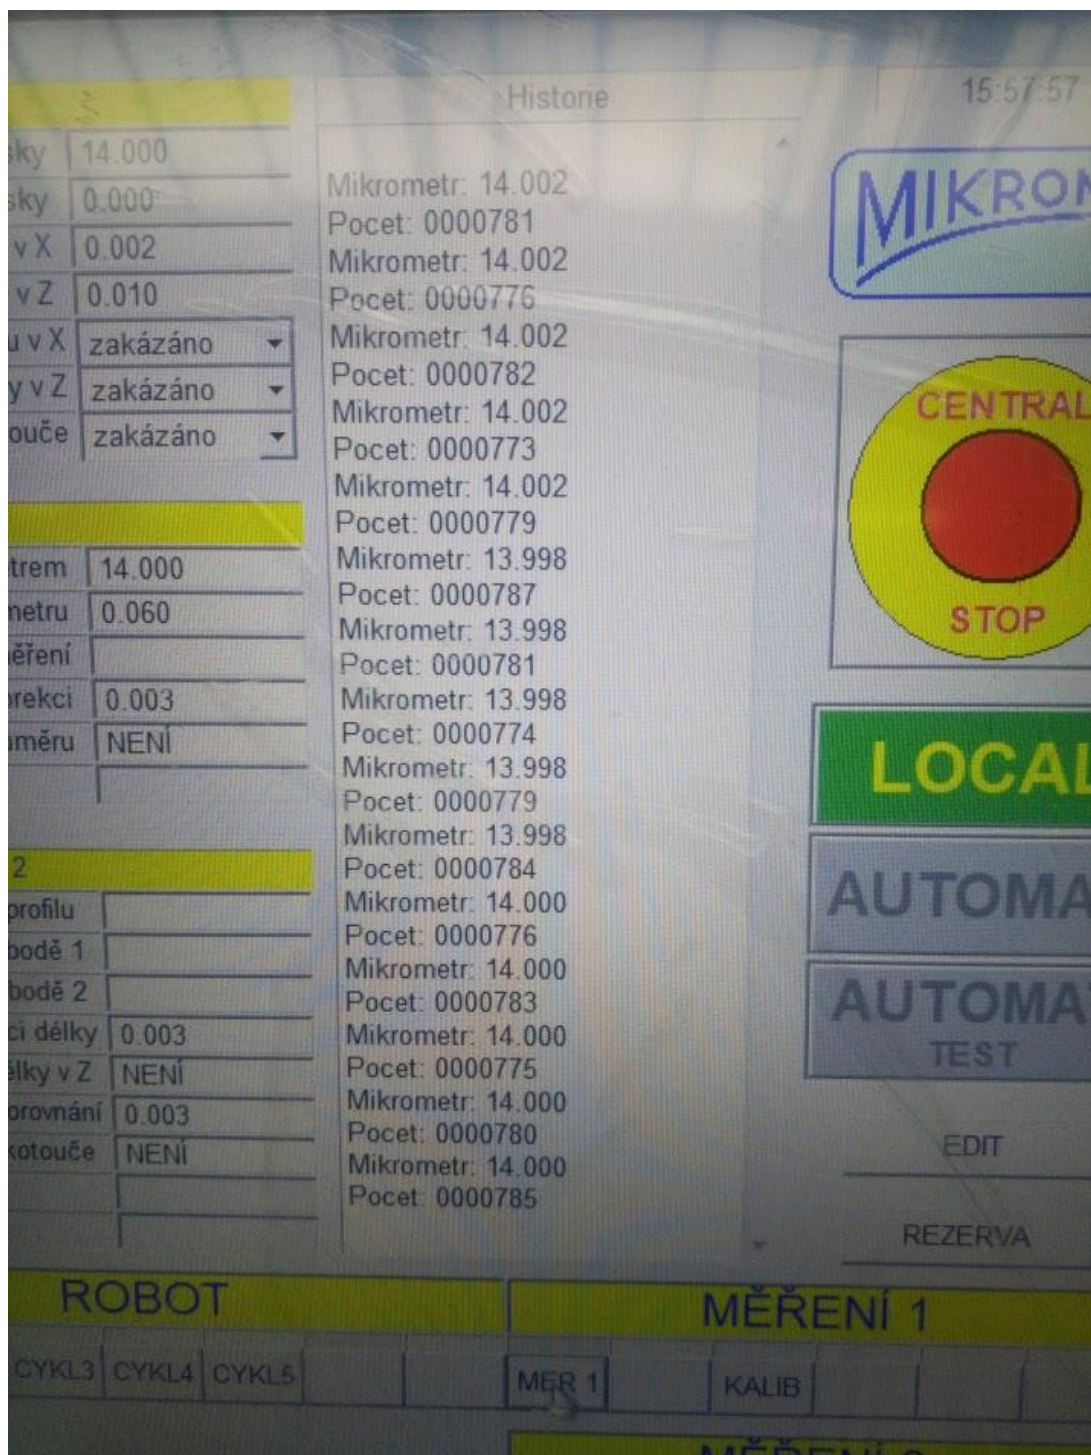 Historie
15:57:57
sky 14.000
sky 0.000
v X 0.002
v Z 0.010
u v X zakázáno
y v Z zakázáno
ouče zakázáno
trem 14.000
metru 0.060
ěření
rekci 0.003
měru NENÍ
2
profilu
bodě 1
bodě 2
ci délky 0.003
élky v Z NENÍ
orovnání 0.003
kotouče NENÍ
Mikrometr: 14.002
Pocet: 0000781
Mikrometr: 14.002
Pocet: 0000776
Mikrometr: 14.002
Pocet: 0000782
Mikrometr: 14.002
Pocet: 0000773
Mikrometr: 14.002
Pocet: 0000779
Mikrometr: 13.998
Pocet: 0000787
Mikrometr: 13.998
Pocet: 0000781
Mikrometr: 13.998
Pocet: 0000774
Mikrometr: 13.998
Pocet: 0000779
Mikrometr: 13.998
Pocet: 0000784
Mikrometr: 14.000
Pocet: 0000776
Mikrometr: 14.000
Pocet: 0000783
Mikrometr: 14.000
Pocet: 0000775
Mikrometr: 14.000
Pocet: 0000780
Mikrometr: 14.000
Pocet: 0000785
MIKRON
CENTRAL
STOP
LOCAL
AUTOMA
AUTOMA
TEST
EDIT
REZERVA
ROBOT
MĚŘENÍ 1
CYKL3 CYKL4 CYKL5
MER 1
KALIB